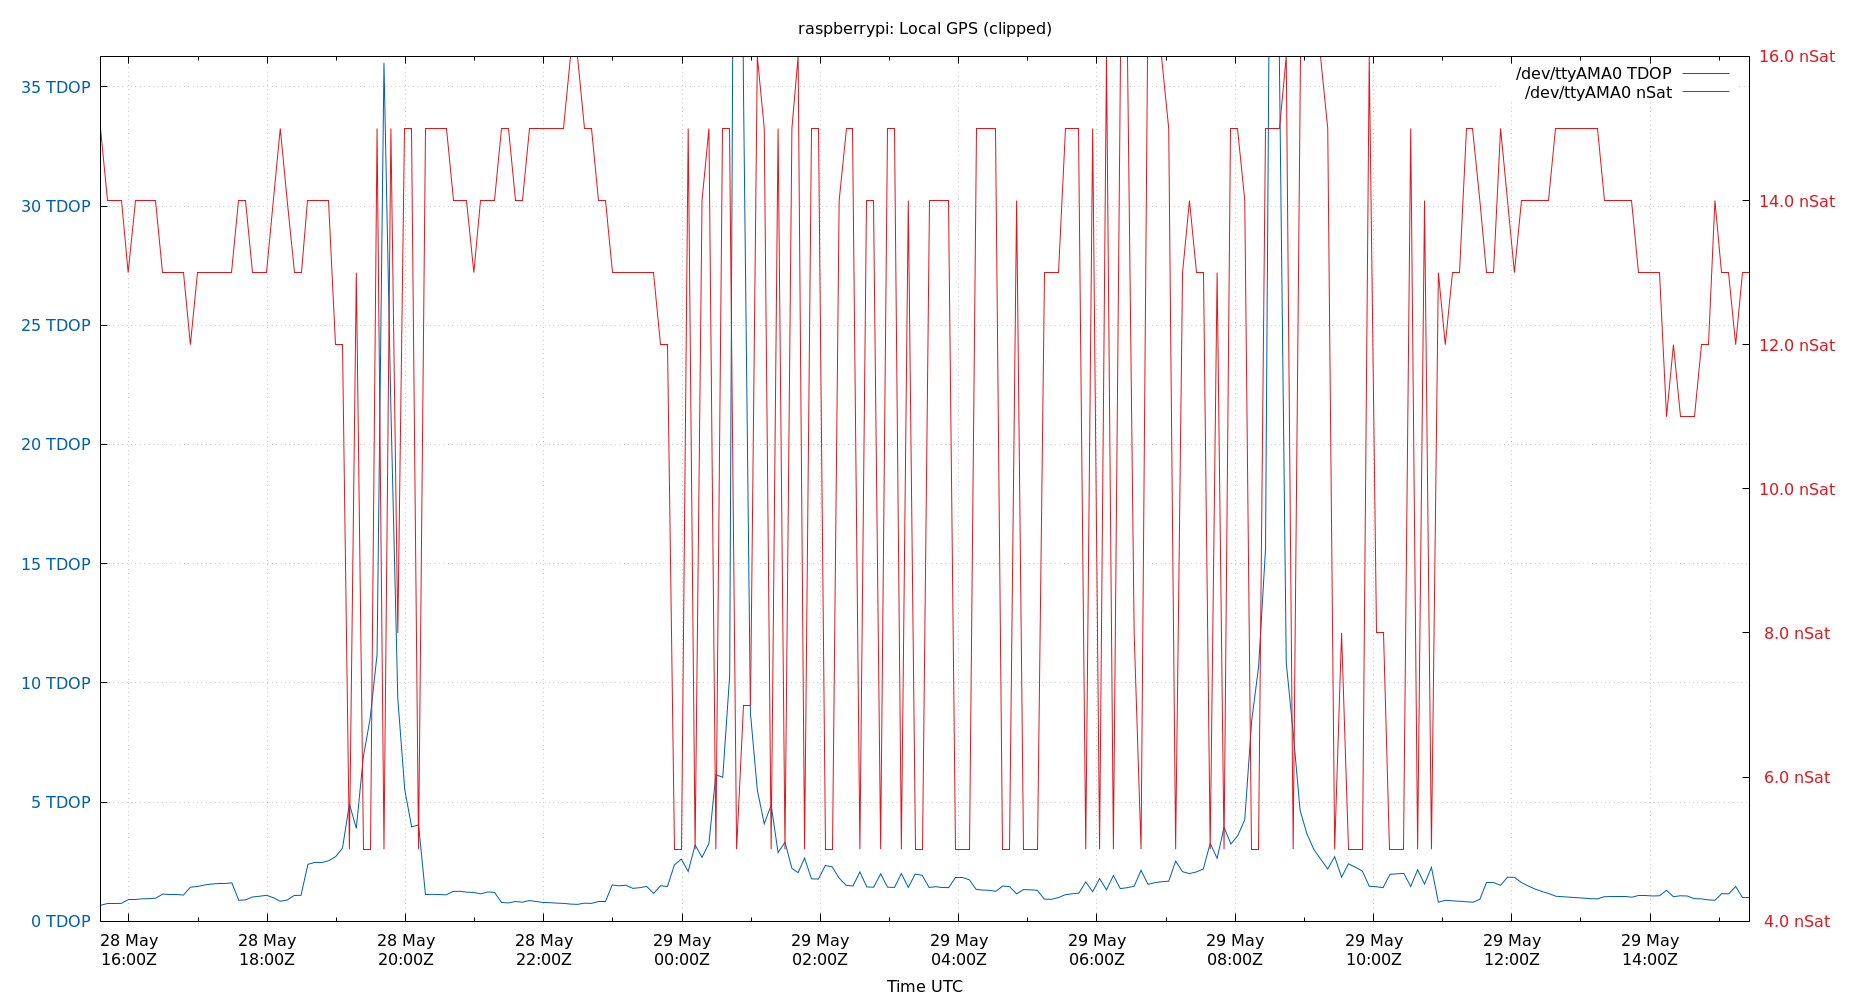 raspberrypi: Local GPS (clipped)
/dev/ttyAMA0 TDOP
/dev/ttyAMA0 nSat
35 TDOP
30 TDOP
25 TDOP
20 TDOP
15 TDOP
10 TDOP
5 TDOP
0 TDOP
16.0 nSat
14.0 nSat
12.0 nSat
10.0 nSat
8.0 nSat
6.0 nSat
4.0 nSat
28 May
16:00Z
28 May
18:00Z
28 May
20:00Z
28 May
22:00Z
29 May
00:00Z
29 May
02:00Z
29 May
04:00Z
29 May
06:00Z
29 May
08:00Z
29 May
10:00Z
29 May
12:00Z
29 May
14:00Z
Time UTC